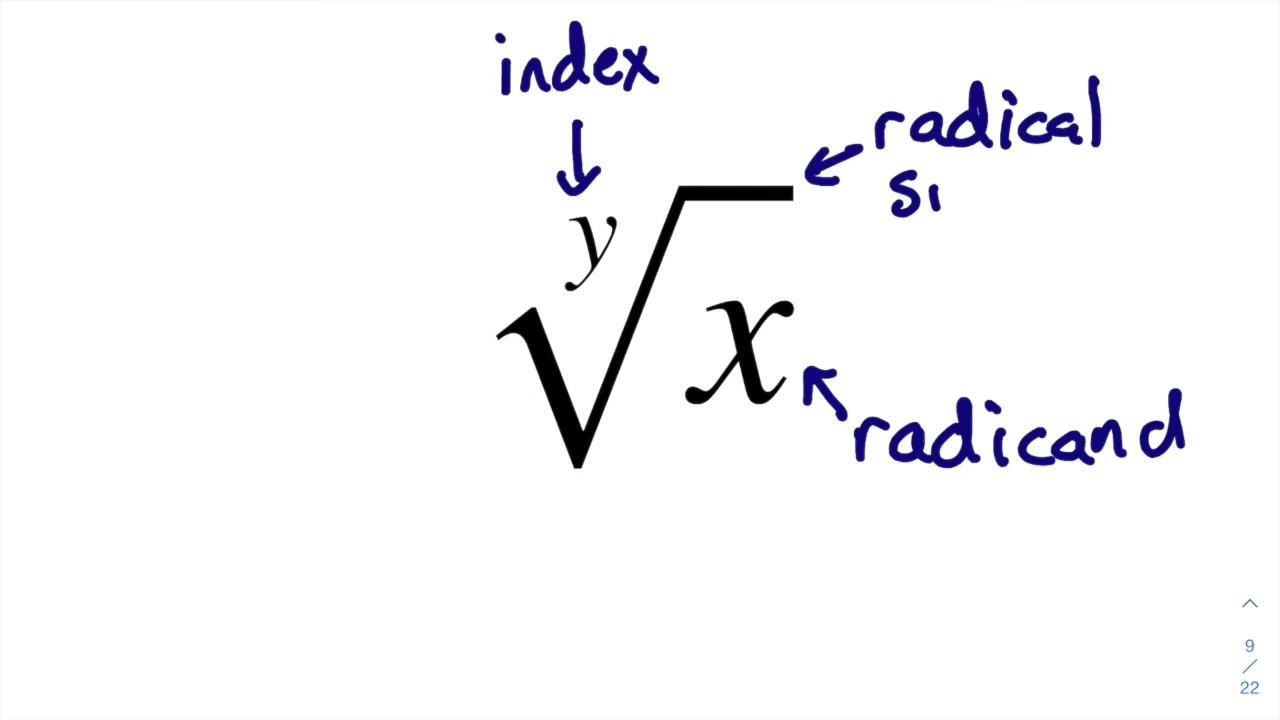 index
radical
si
y
√x
radicand
9
/
22